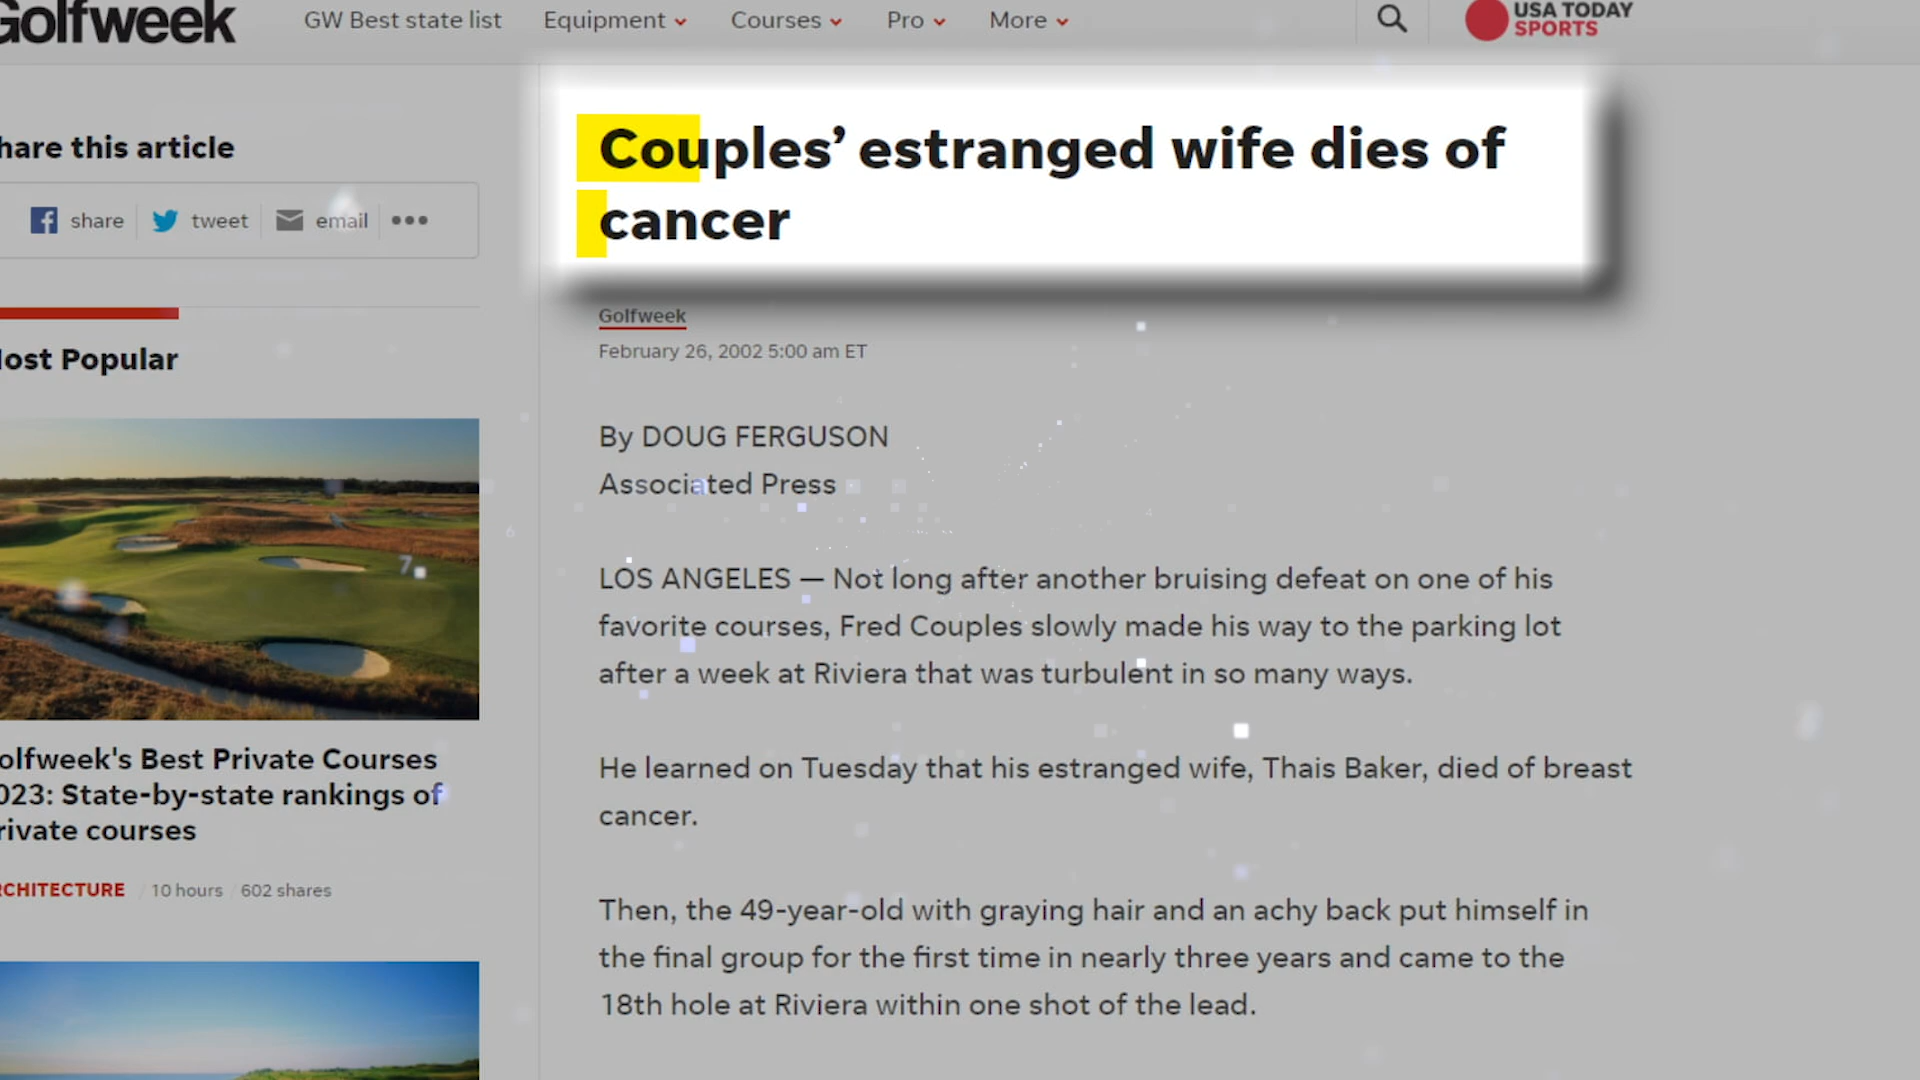 Golfweek
GW Best state list
Equipment
Courses
Pro
More
USA TODAY
SPORTS
hare this article
share
tweet
email
ost Popular
olfweek's Best Private Courses
023: State-by-state rankings of
rivate courses
RCHITECTURE / 10 hours / 602 shares
Couples’ estranged wife dies of
cancer
Golfweek
February 26, 2002 5:00 am ET
By DOUG FERGUSON
Associated Press
LOS ANGELES — Not long after another bruising defeat on one of his
favorite courses, Fred Couples slowly made his way to the parking lot
after a week at Riviera that was turbulent in so many ways.
He learned on Tuesday that his estranged wife, Thais Baker, died of breast
cancer.
Then, the 49-year-old with graying hair and an achy back put himself in
the final group for the first time in nearly three years and came to the
18th hole at Riviera within one shot of the lead.